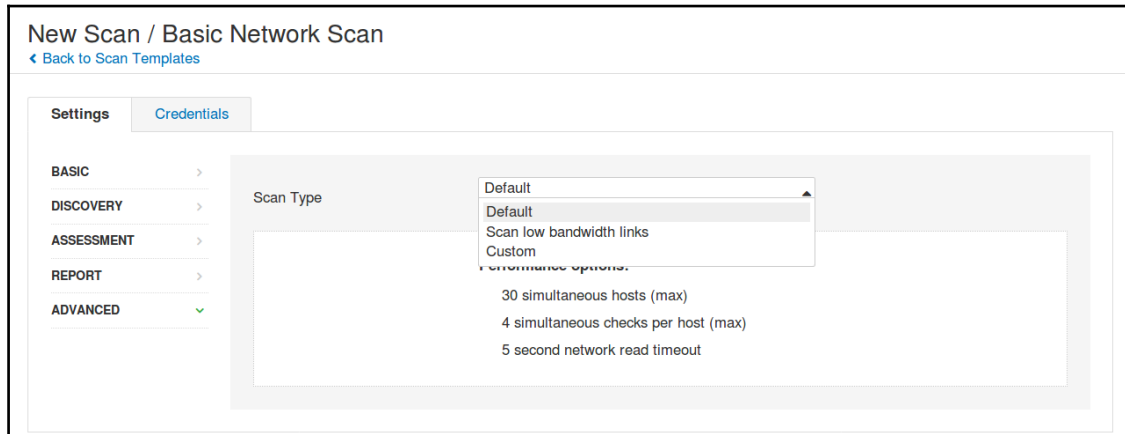 New Scan / Basic Network Scan
Back to Scan Templates
Settings
Credentials
BASIC
DISCOVERY
ASSESSMENT
REPORT
ADVANCED
Scan Type
Default
Default
Scan low bandwidth links
Custom
Performance options:
30 simultaneous hosts (max)
4 simultaneous checks per host (max)
5 second network read timeout